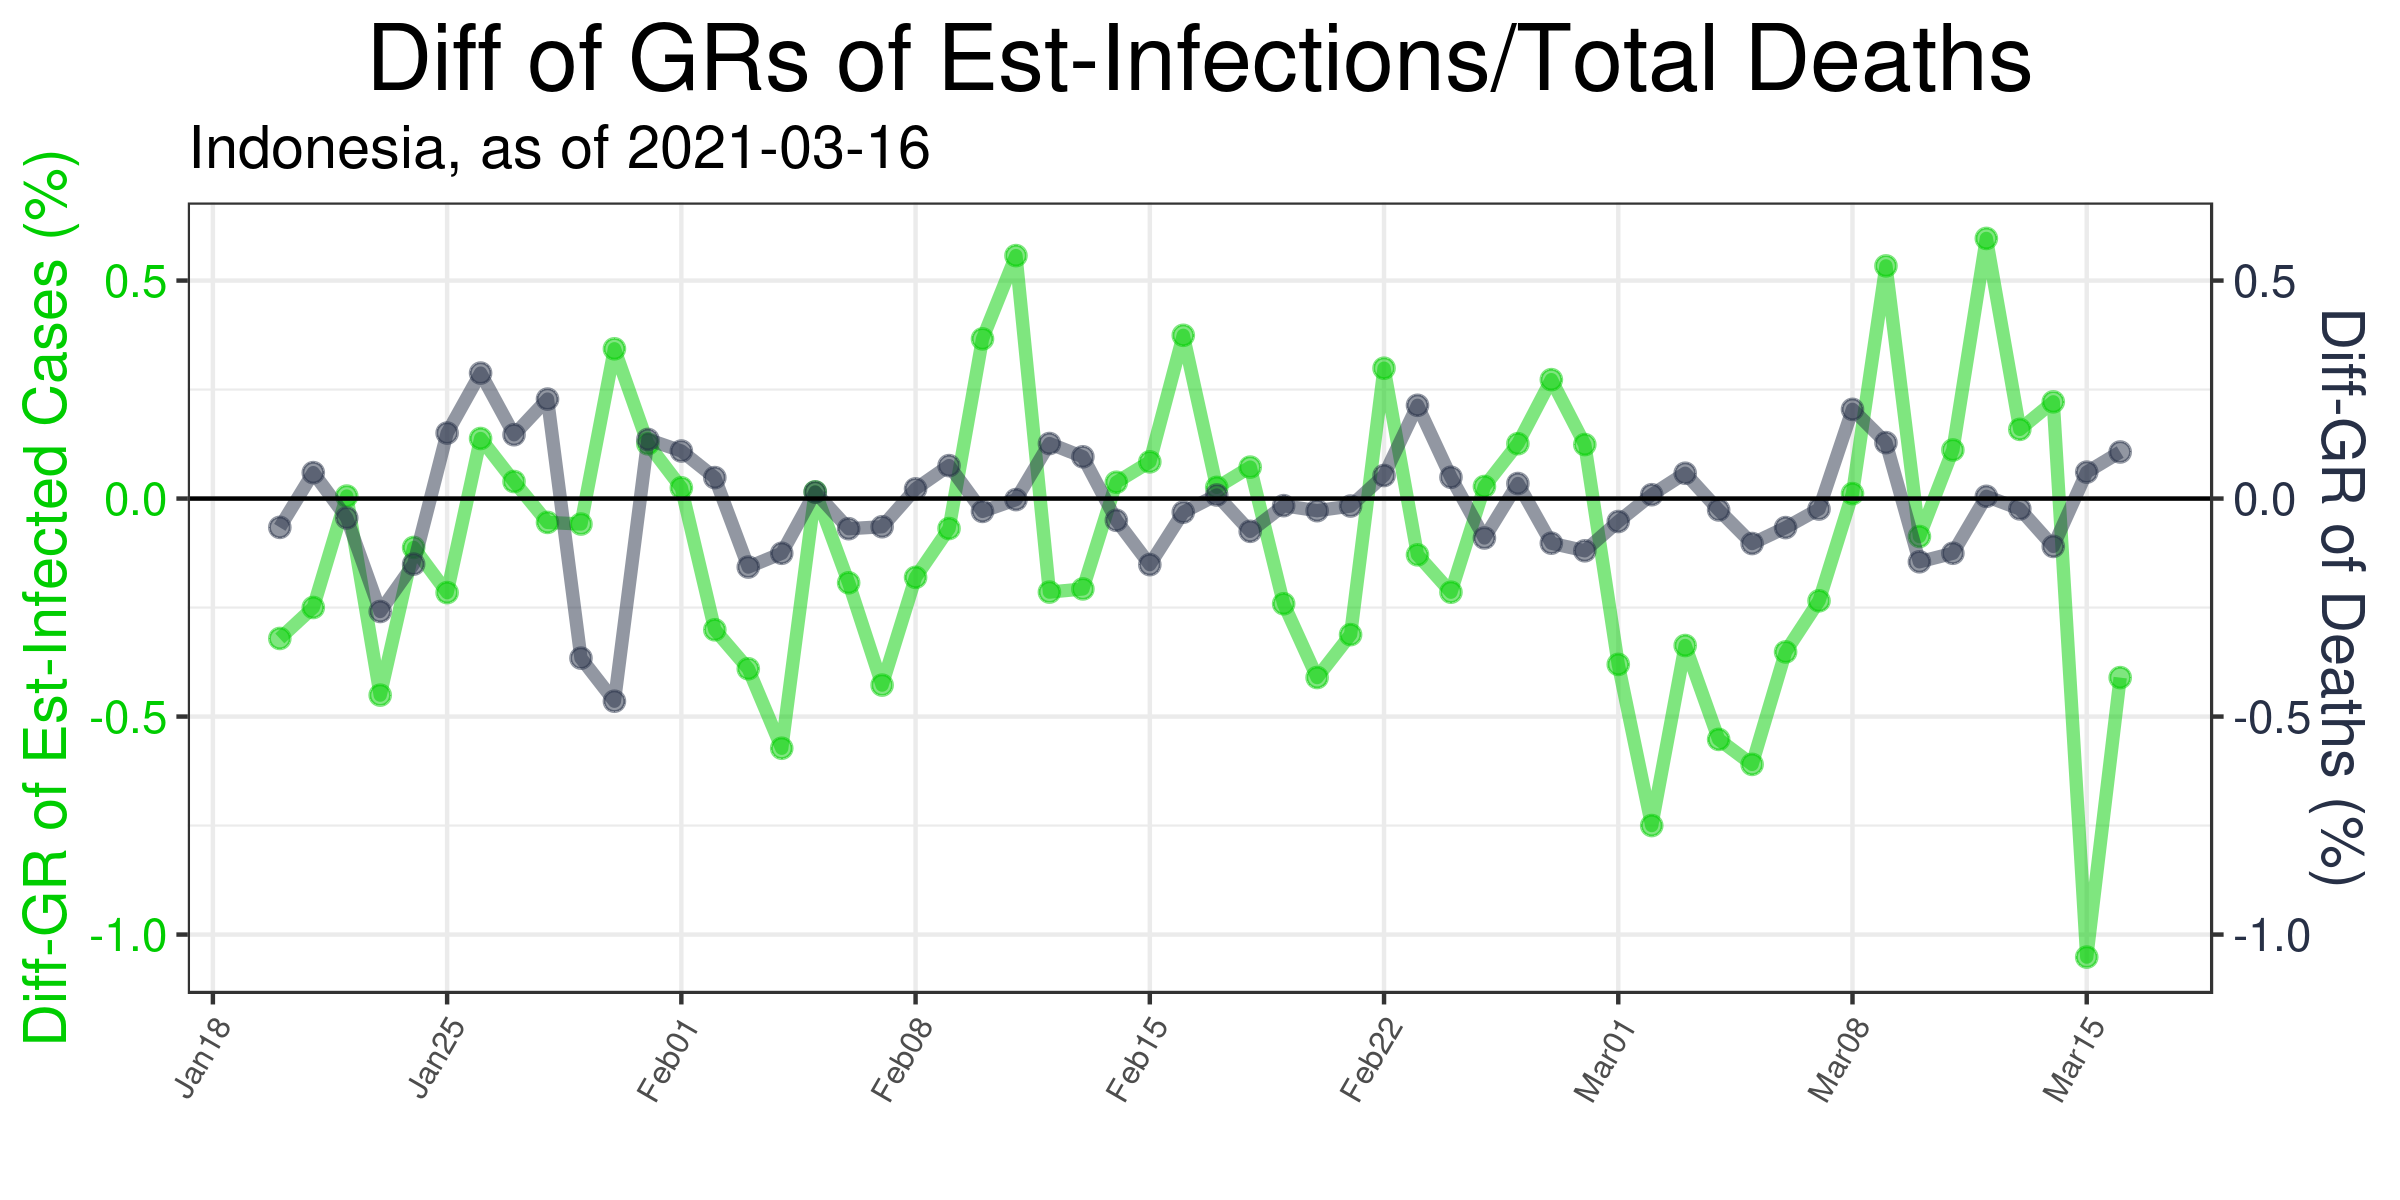 Diff of GRs of Est-Infections/Total Deaths
Indonesia, as of 2021-03-16
Diff-GR of Est-Infected Cases (%)
0.5
0.0
-0.5
-1.0
0.5
0.0
-0.5
-1.0
Diff-GR of Deaths (%)
Jan18
Jan25
Feb01
Feb08
Feb15
Feb22
Mar01
Mar08
Mar15